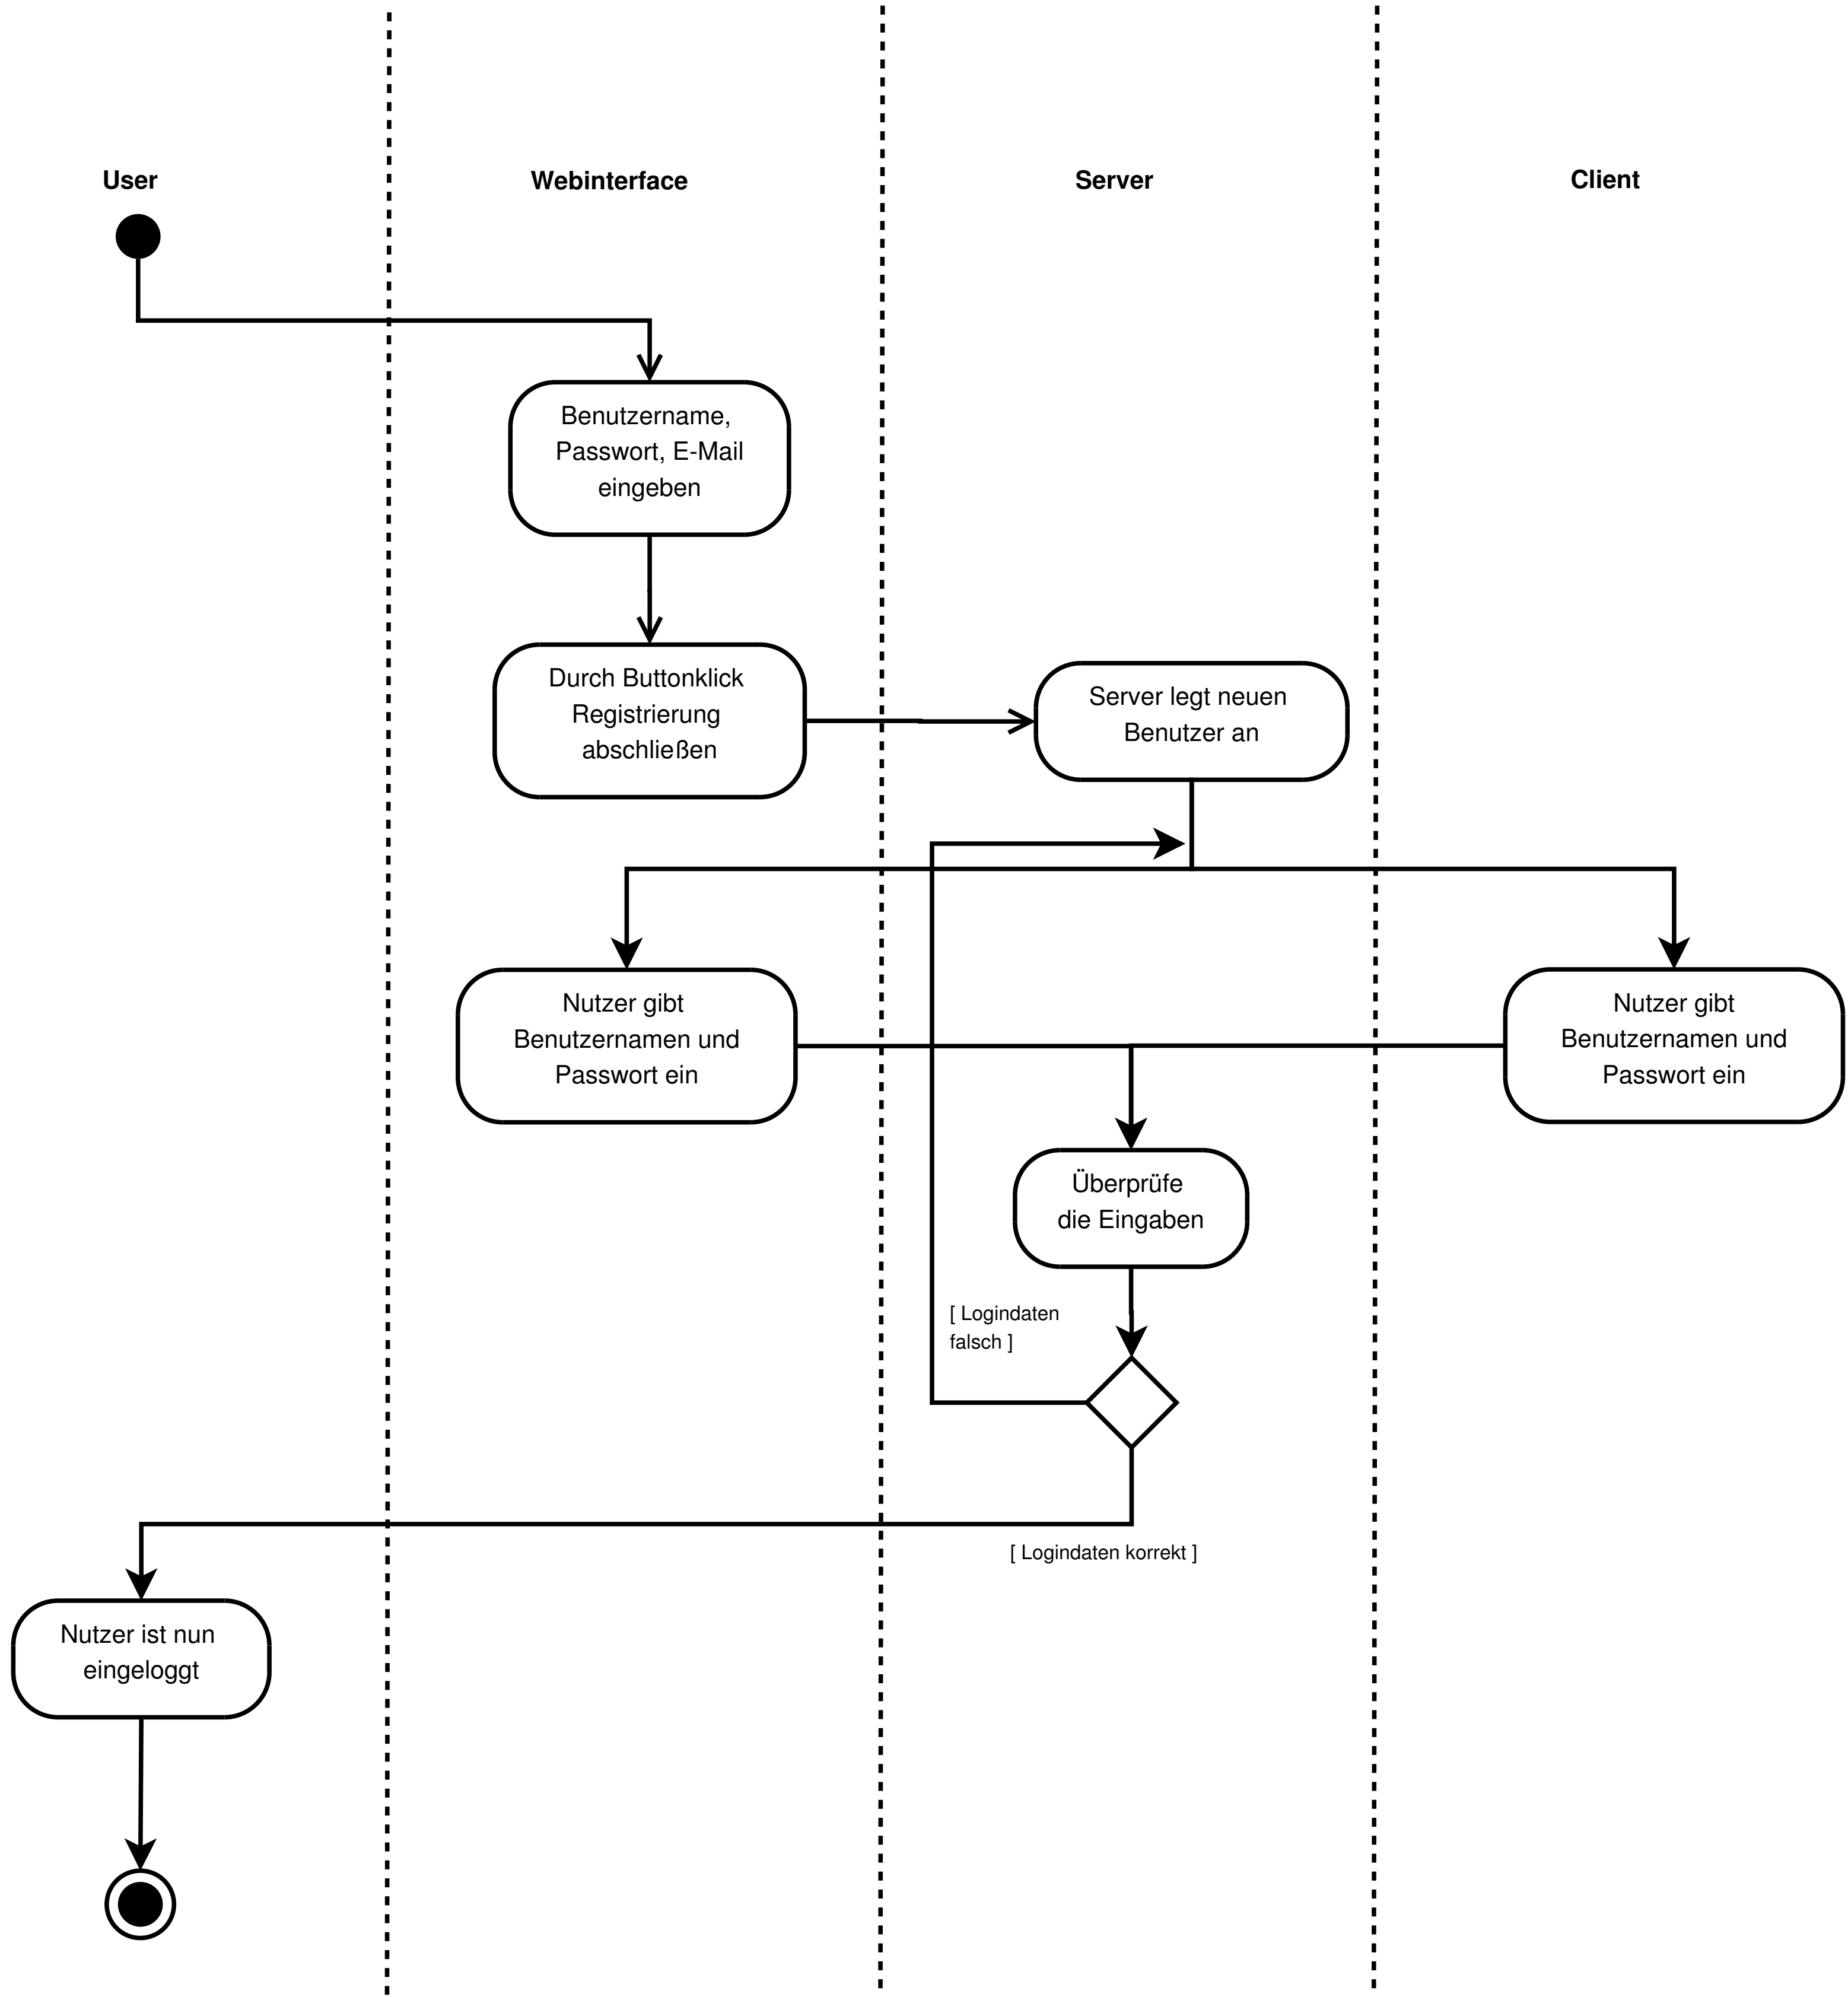 User
Webinterface
Server
Client
Benutzername,
Passwort, E-Mail
eingeben
Durch Buttonklick
Registrierung
abschließen
Server legt neuen
Benutzer an
Nutzer gibt
Benutzernamen und
Passwort ein
Nutzer gibt
Benutzernamen und
Passwort ein
Überprüfe
die Eingaben
[ Logindaten
falsch ]
[ Logindaten korrekt ]
Nutzer ist nun
eingeloggt